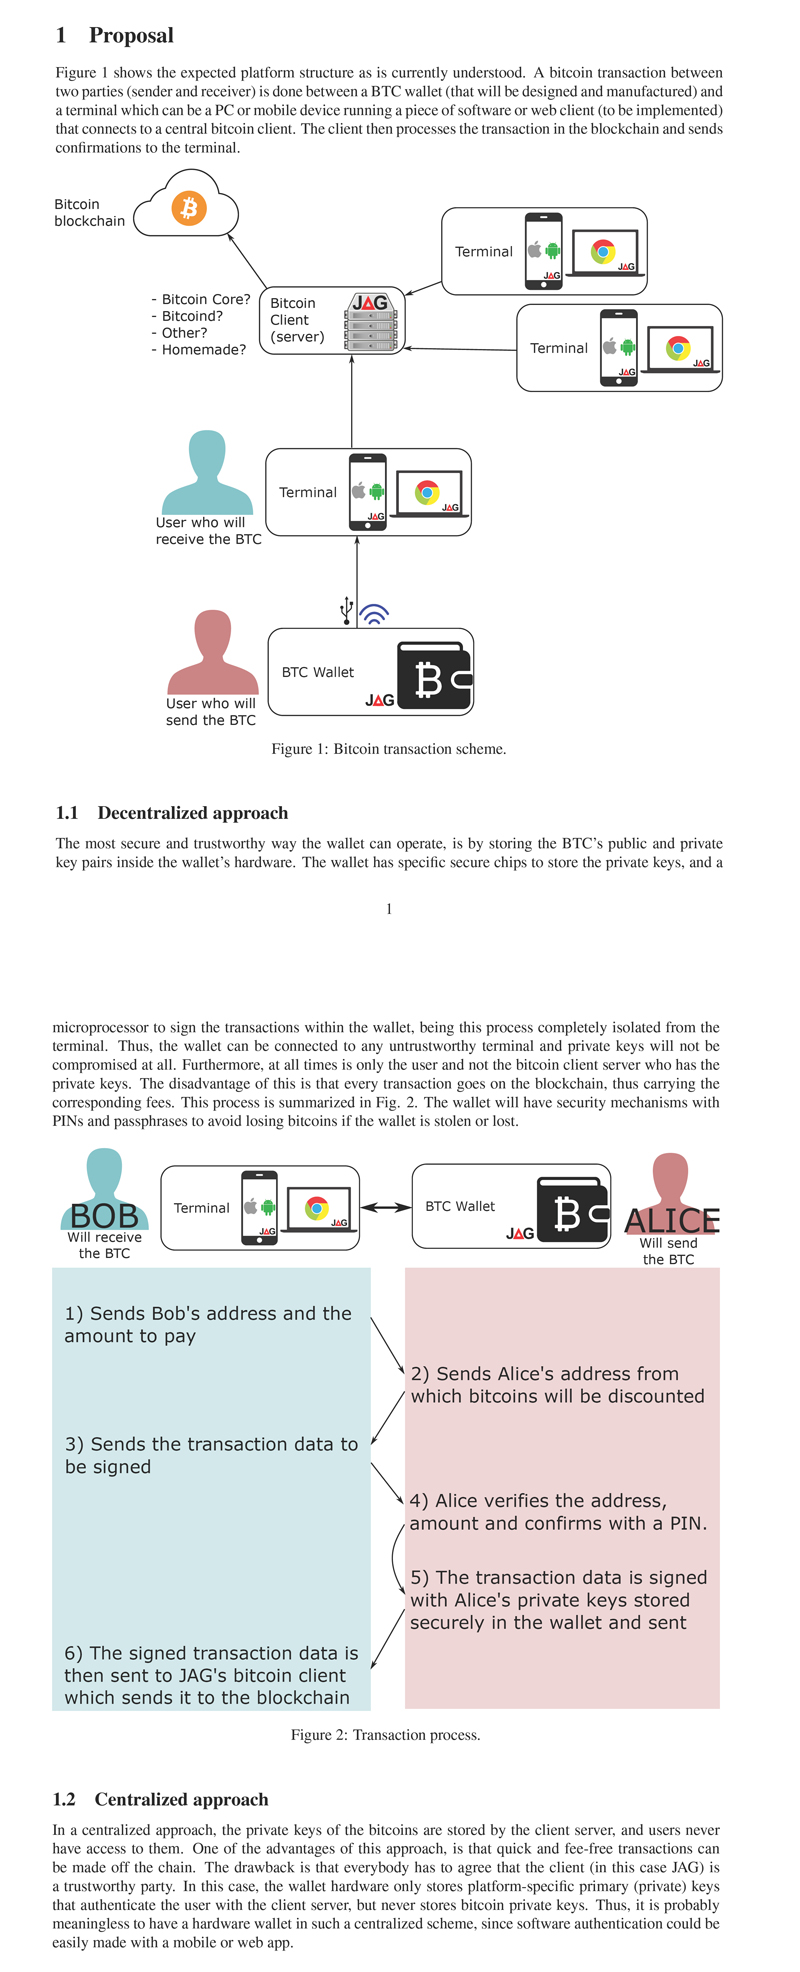 1 Proposal
Figure 1 shows the expected platform structure as is currently understood. A bitcoin transaction between
two parties (sender and receiver) is done between a BTC wallet (that will be designed and manufactured) and
a terminal which can be a PC or mobile device running a piece of software or web client (to be implemented)
that connects to a central bitcoin client. The client then processes the transaction in the blockchain and sends
confirmations to the terminal.
Bitcoin
blockchain
Terminal
JAG
JAG
- Bitcoin Core?
- Bitcoind?
- Other?
- Homemade?
Bitcoin
Client
(server)
JAG
Terminal
JAG
JAG
User who will
receive the BTC
Terminal
JAG
JAG
User who will
send the BTC
BTC Wallet
JAG
Figure 1: Bitcoin transaction scheme.
1.1 Decentralized approach
The most secure and trustworthy way the wallet can operate, is by storing the BTC's public and private
key pairs inside the wallet's hardware. The wallet has specific secure chips to store the private keys, and a
1
microprocessor to sign the transactions within the wallet, being this process completely isolated from the
terminal. Thus, the wallet can be connected to any untrustworthy terminal and private keys will not be
compromised at all. Furthermore, at all times is only the user and not the bitcoin client server who has the
private keys. The disadvantage of this is that every transaction goes on the blockchain, thus carrying the
corresponding fees. This process is summarized in Fig. 2. The wallet will have security mechanisms with
PINs and passphrases to avoid losing bitcoins if the wallet is stolen or lost.
BOB
Will receive
the BTC
Terminal
JAG
JAG
BTC Wallet
JAG
ALICE
Will send
the BTC
1) Sends Bob's address and the
amount to pay
2) Sends Alice's address from
which bitcoins will be discounted
3) Sends the transaction data to
be signed
4) Alice verifies the address,
amount and confirms with a PIN.
5) The transaction data is signed
with Alice's private keys stored
securely in the wallet and sent
6) The signed transaction data is
then sent to JAG's bitcoin client
which sends it to the blockchain
Figure 2: Transaction process.
1.2 Centralized approach
In a centralized approach, the private keys of the bitcoins are stored by the client server, and users never
have access to them. One of the advantages of this approach, is that quick and fee-free transactions can
be made off the chain. The drawback is that everybody has to agree that the client (in this case JAG) is
a trustworthy party. In this case, the wallet hardware only stores platform-specific primary (private) keys
that authenticate the user with the client server, but never stores bitcoin private keys. Thus, it is probably
meaningless to have a hardware wallet in such a centralized scheme, since software authentication could be
easily made with a mobile or web app.